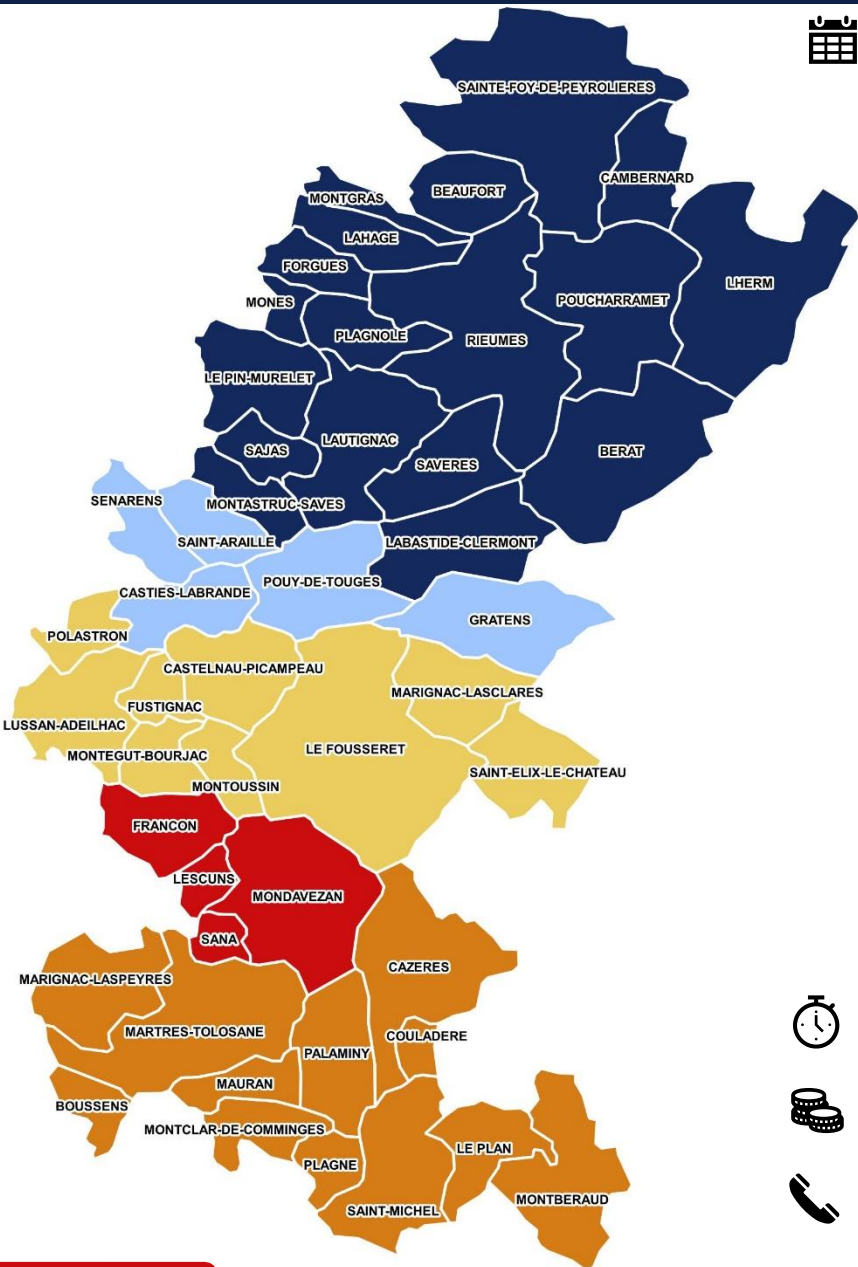 SAINTE-FOY-DE-PEYROLIERES
CAMBERNARD
BEAUFORT
MONTGRAS
LAHAGE
FORGUES
LHERM
MONES
POUCHARRAMET
PLAGNOLE
RIEUMES
LE PIN-MURELET
LAUTIGNAC
SAJAS
BERAT
SAVERES
SENARENS
MONTASTRUC-SAVES
SAINT-ARAILLE
LABASTIDE-CLERMONT
POUY-DE-TOUGES
CASTIES-LABRANDE
GRATENS
POLASTRON
CASTELNAU-PICAMPEAU
MARIGNAC-LASCLARES
FUSTIGNAC
LUSSAN-ADEILHAC
LE FOUSSERET
MONTEGUT-BOURJAC
SAINT-ELIX-LE-CHATEAU
MONTOUSSIN
FRANCON
LESCUNS
MONDAVEZAN
SANA
CAZERES
MARIGNAC-LASPEYRES
MARTRES-TOLOSANE
COULADERE
PALAMINY
MAURAN
BOUSSENS
MONTCLAR-DE-COMMINGES
LE PLAN
PLAGNE
MONTBERAUD
SAINT-MICHEL